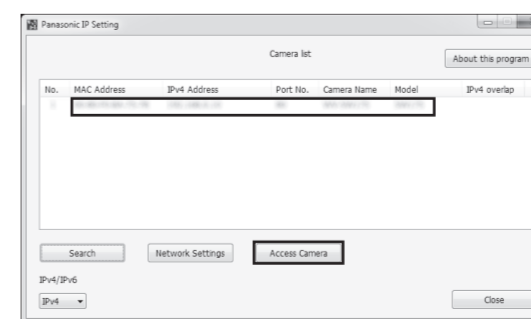 Panasonic IP Setting
Camera list
About this program
No. MAC Address IPv4 Address Port No. Camera Name Model IPv4 overlap
Search Network Settings Access Camera
IPv4/IPv6
IPv4
Close